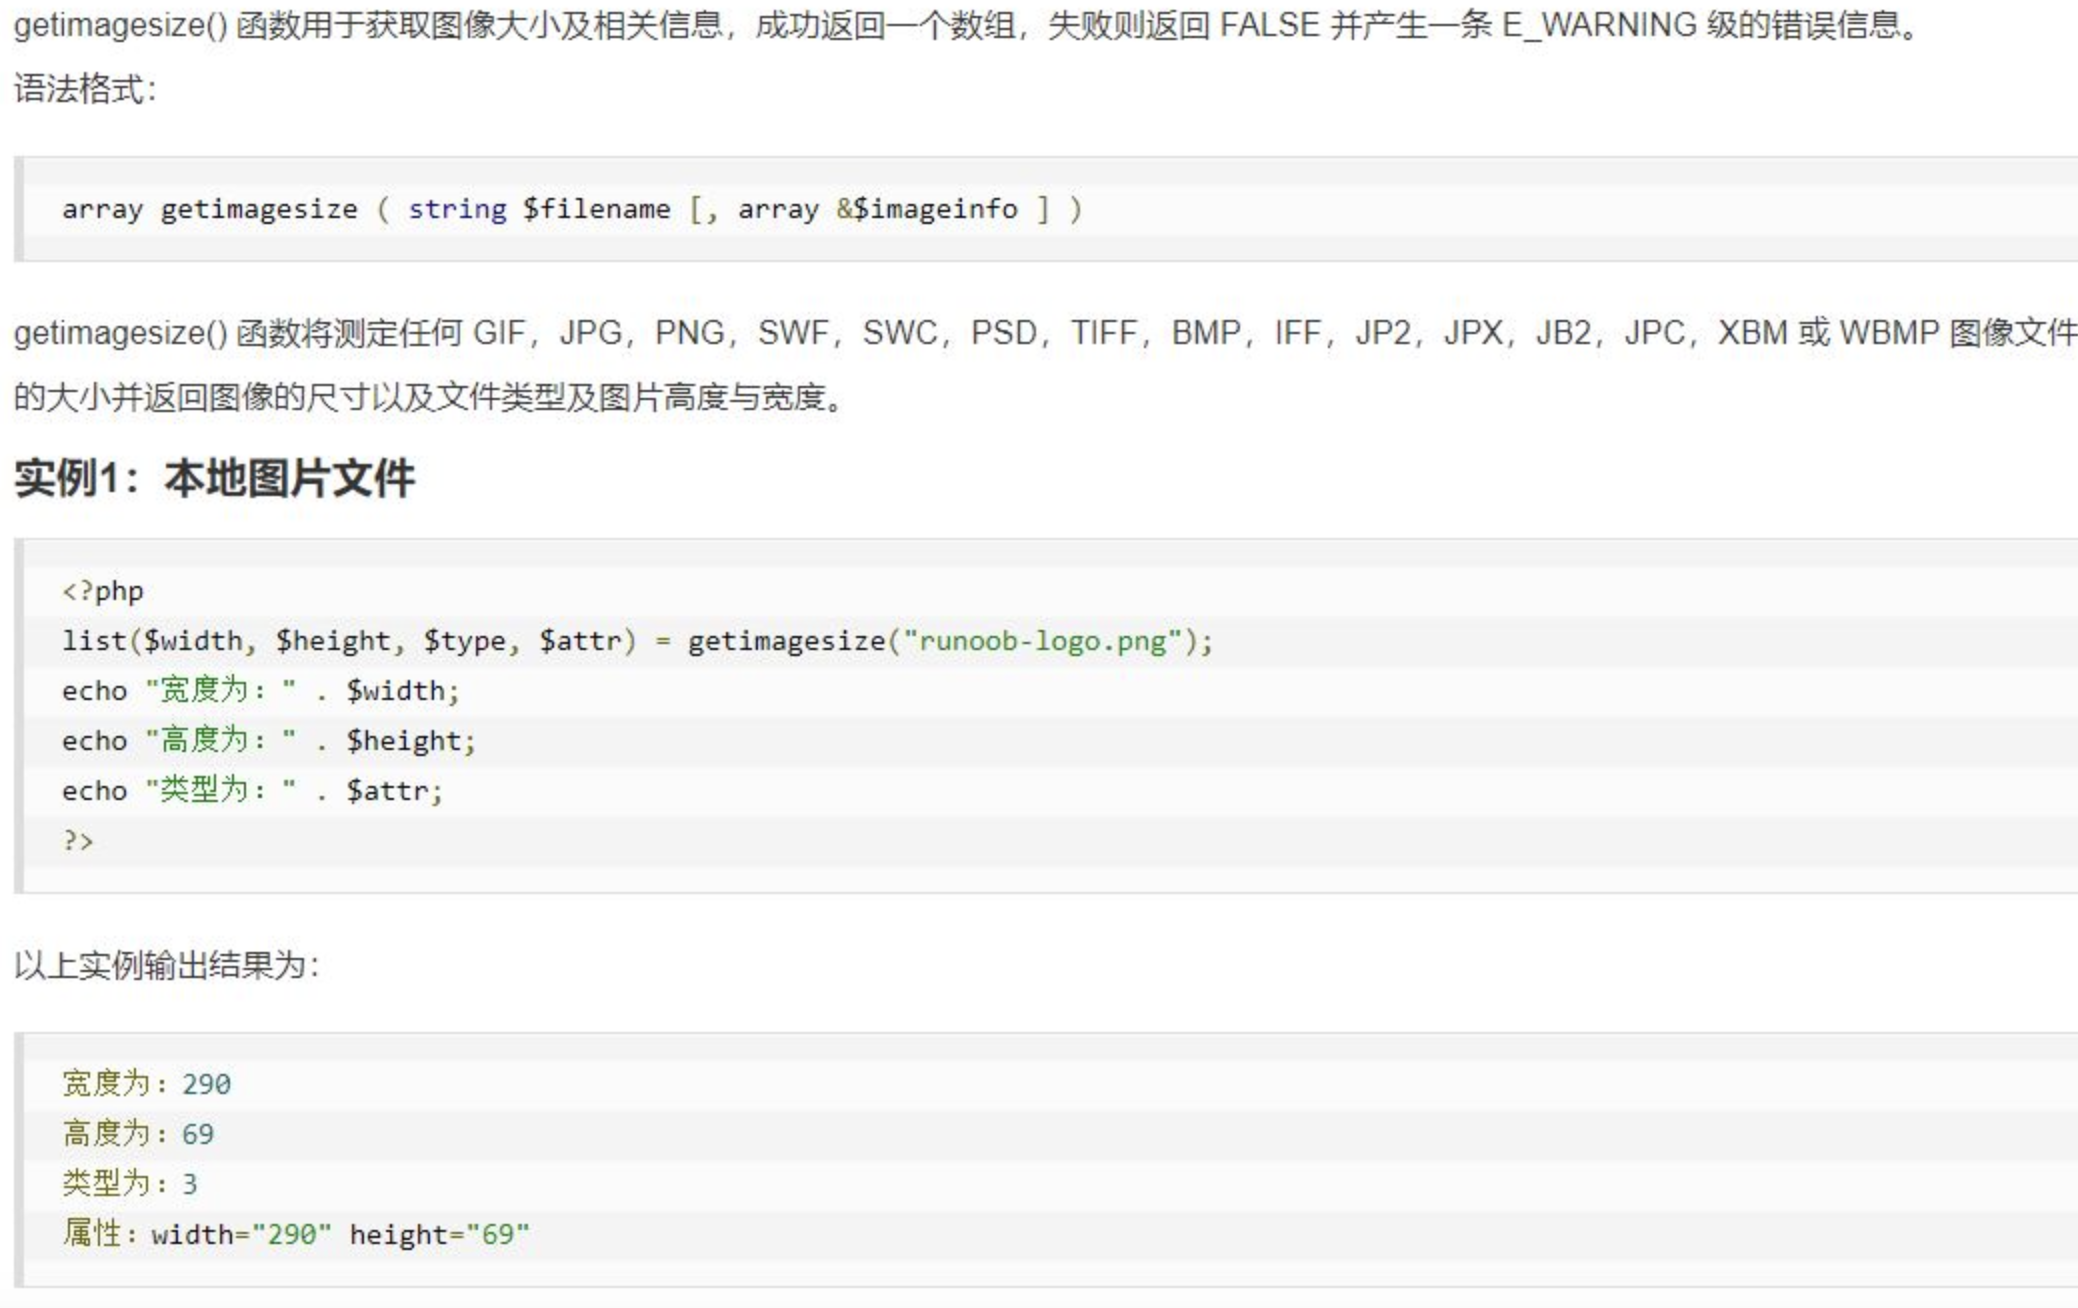 getimagesize() 函数用于获取图像大小及相关信息，成功返回一个数组，失败则返回 FALSE 并产生一条 E_WARNING 级的错误信息。
语法格式：
array getimagesize ( string $filename [, array &$imageinfo ] )
getimagesize() 函数将测定任何 GIF，JPG，PNG，SWF，SWC，PSD，TIFF，BMP，IFF，JP2，JPX，JB2，JPC，XBM 或 WBMP 图像文件
的大小并返回图像的尺寸以及文件类型及图片高度与宽度。
实例1：本地图片文件
<?php
list($width, $height, $type, $attr) = getimagesize("runoob-logo.png");
echo "宽度为：" . $width;
echo "高度为：" . $height;
echo "类型为：" . $attr;
?>
以上实例输出结果为：
宽度为：290
高度为：69
类型为：3
属性：width="290" height="69"